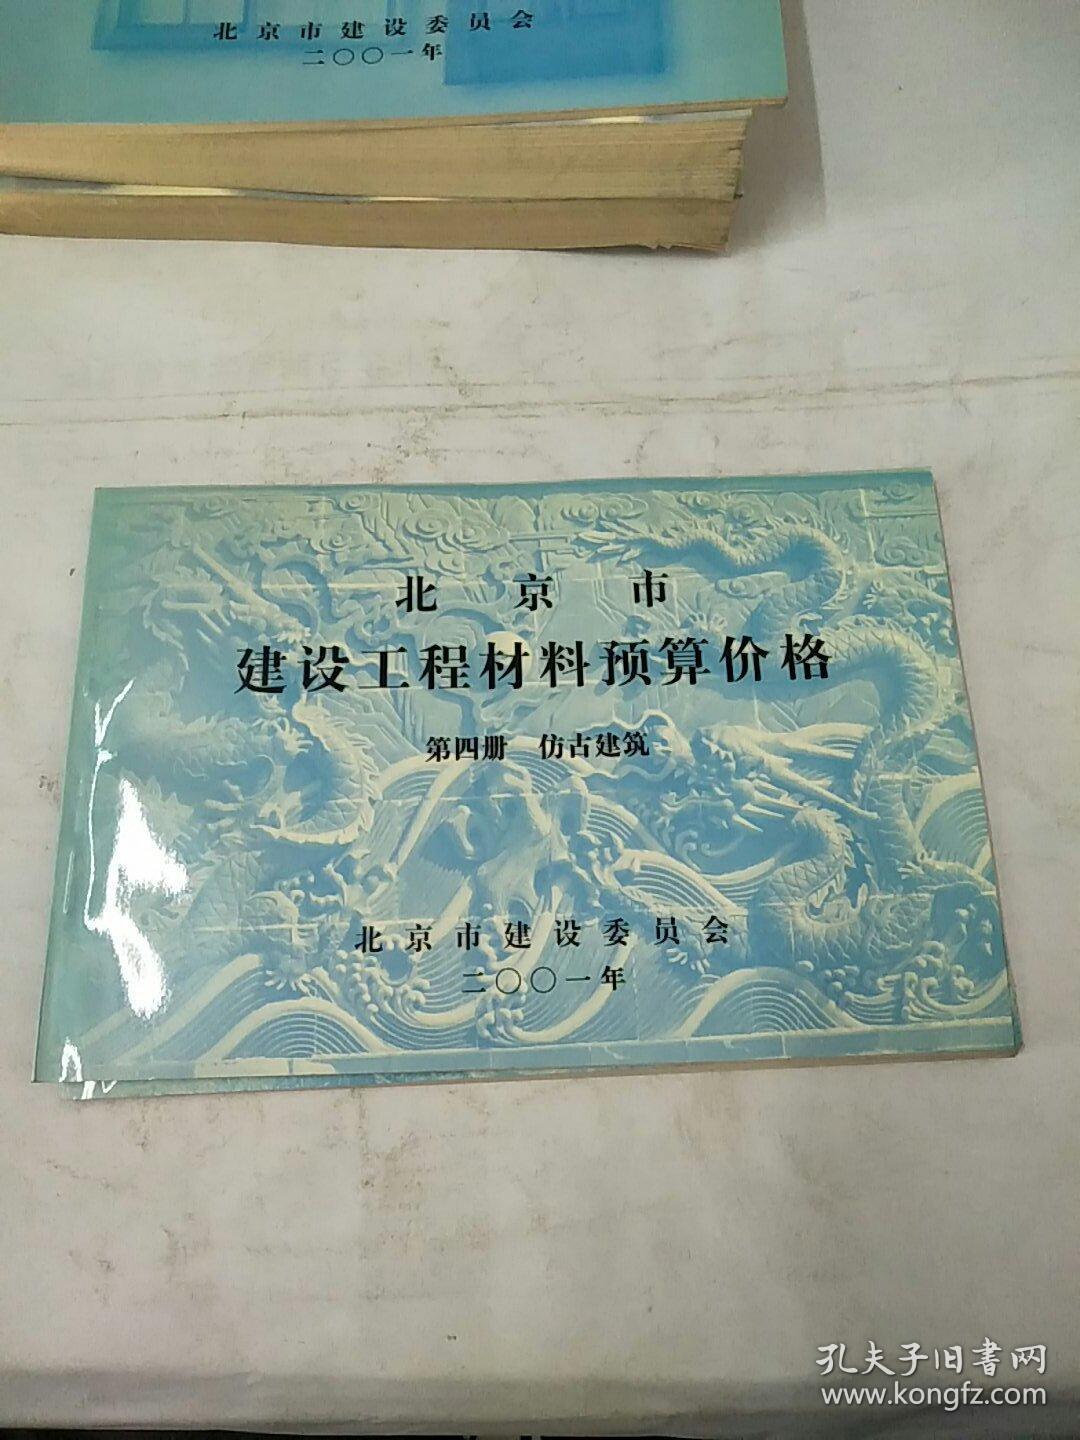 北京市建设委员会
二〇〇一年
北京市
建设工程材料预算价格
第四册 仿古建筑
北京市建设委员会
二〇〇一年
孔夫子旧書网
www.kongfz.com